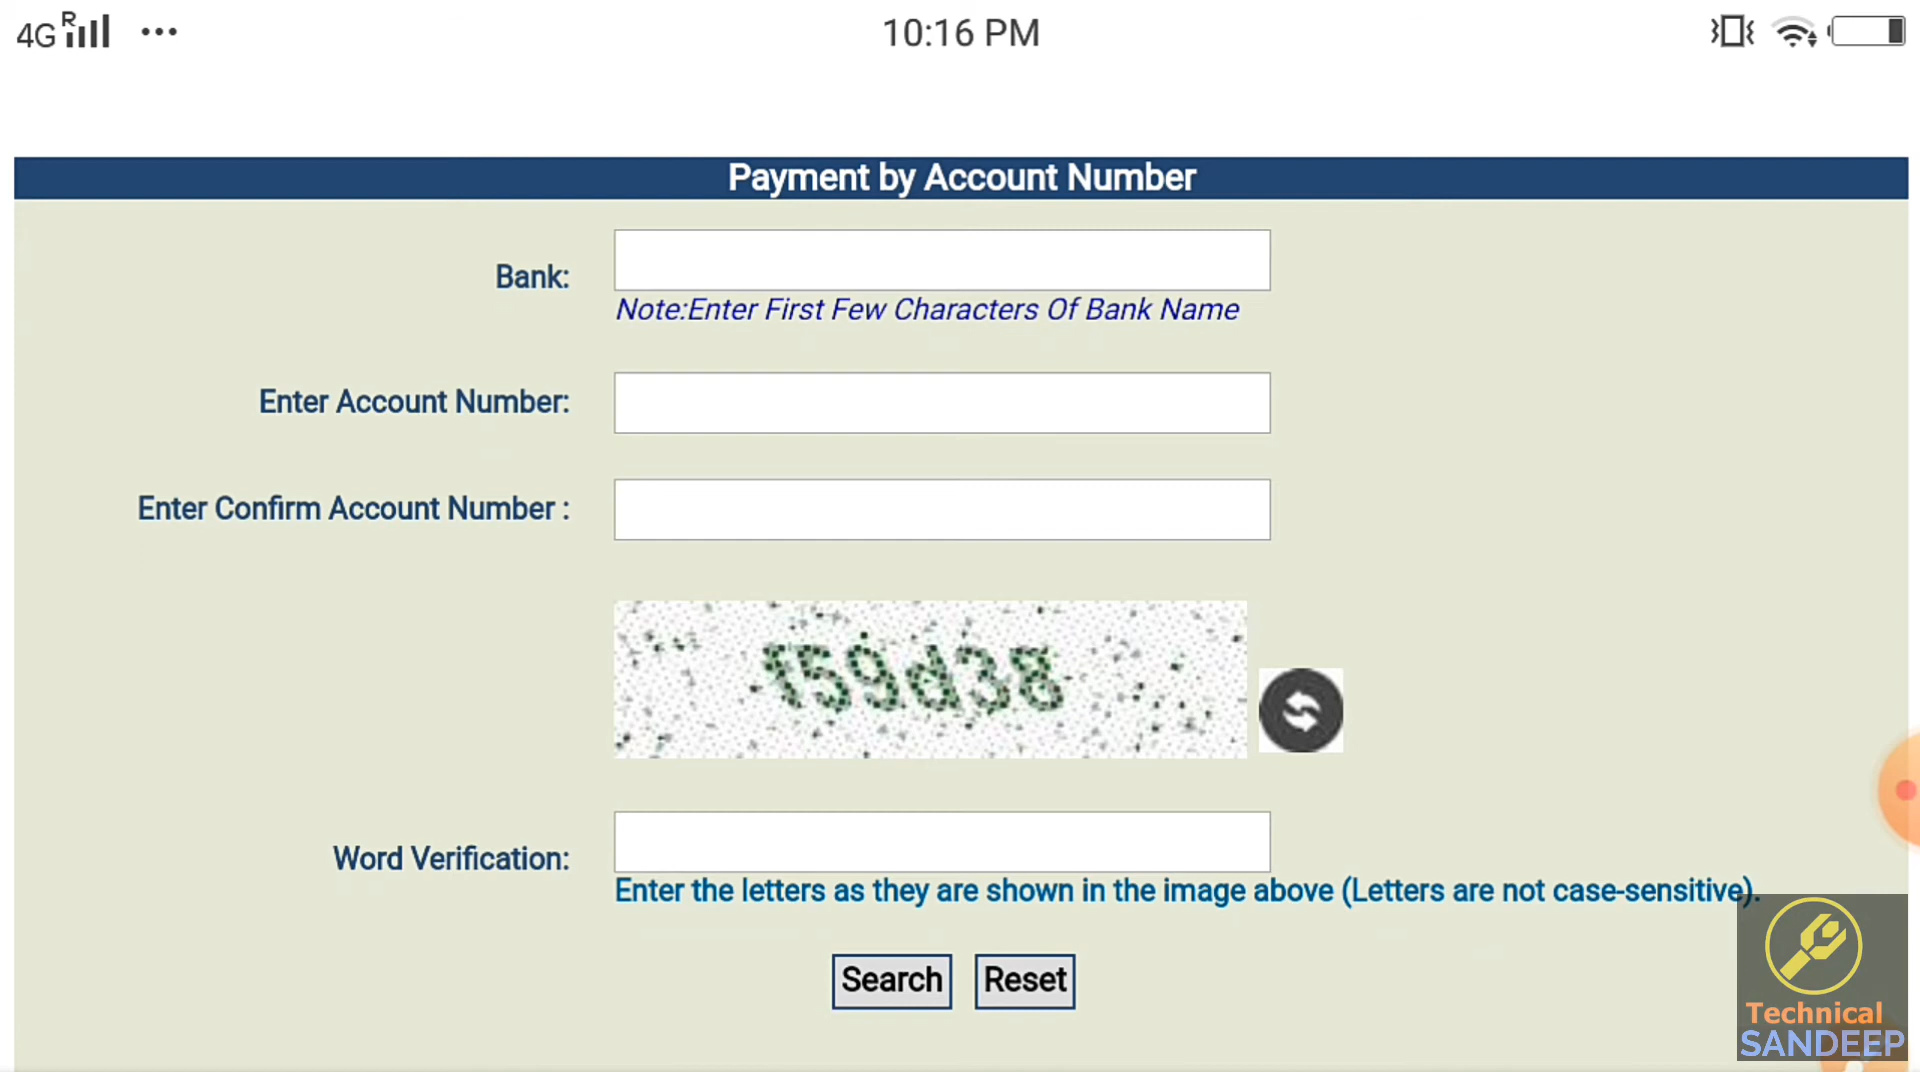 4G R 10:16 PM
Payment by Account Number
Bank:
Note:Enter First Few Characters Of Bank Name
Enter Account Number:
Enter Confirm Account Number :
f59d38
Word Verification:
Enter the letters as they are shown in the image above (Letters are not case-sensitive).
Search Reset
Technical
SANDEEP